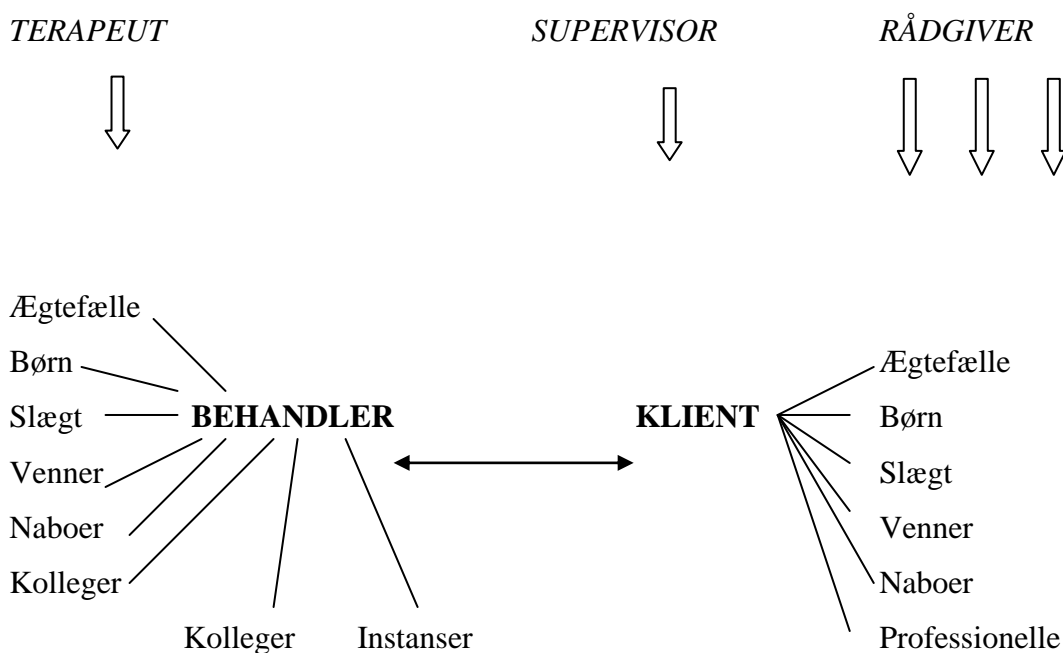 TERAPEUT SUPERVISOR RÅDGIVER
Ægtefælle
Børn Ægtefælle
Slægt BEHANDLER KLIENT Børn
Venner Slægt
Naboer Venner
Kolleger Naboer
Kolleger Instanser Professionelle